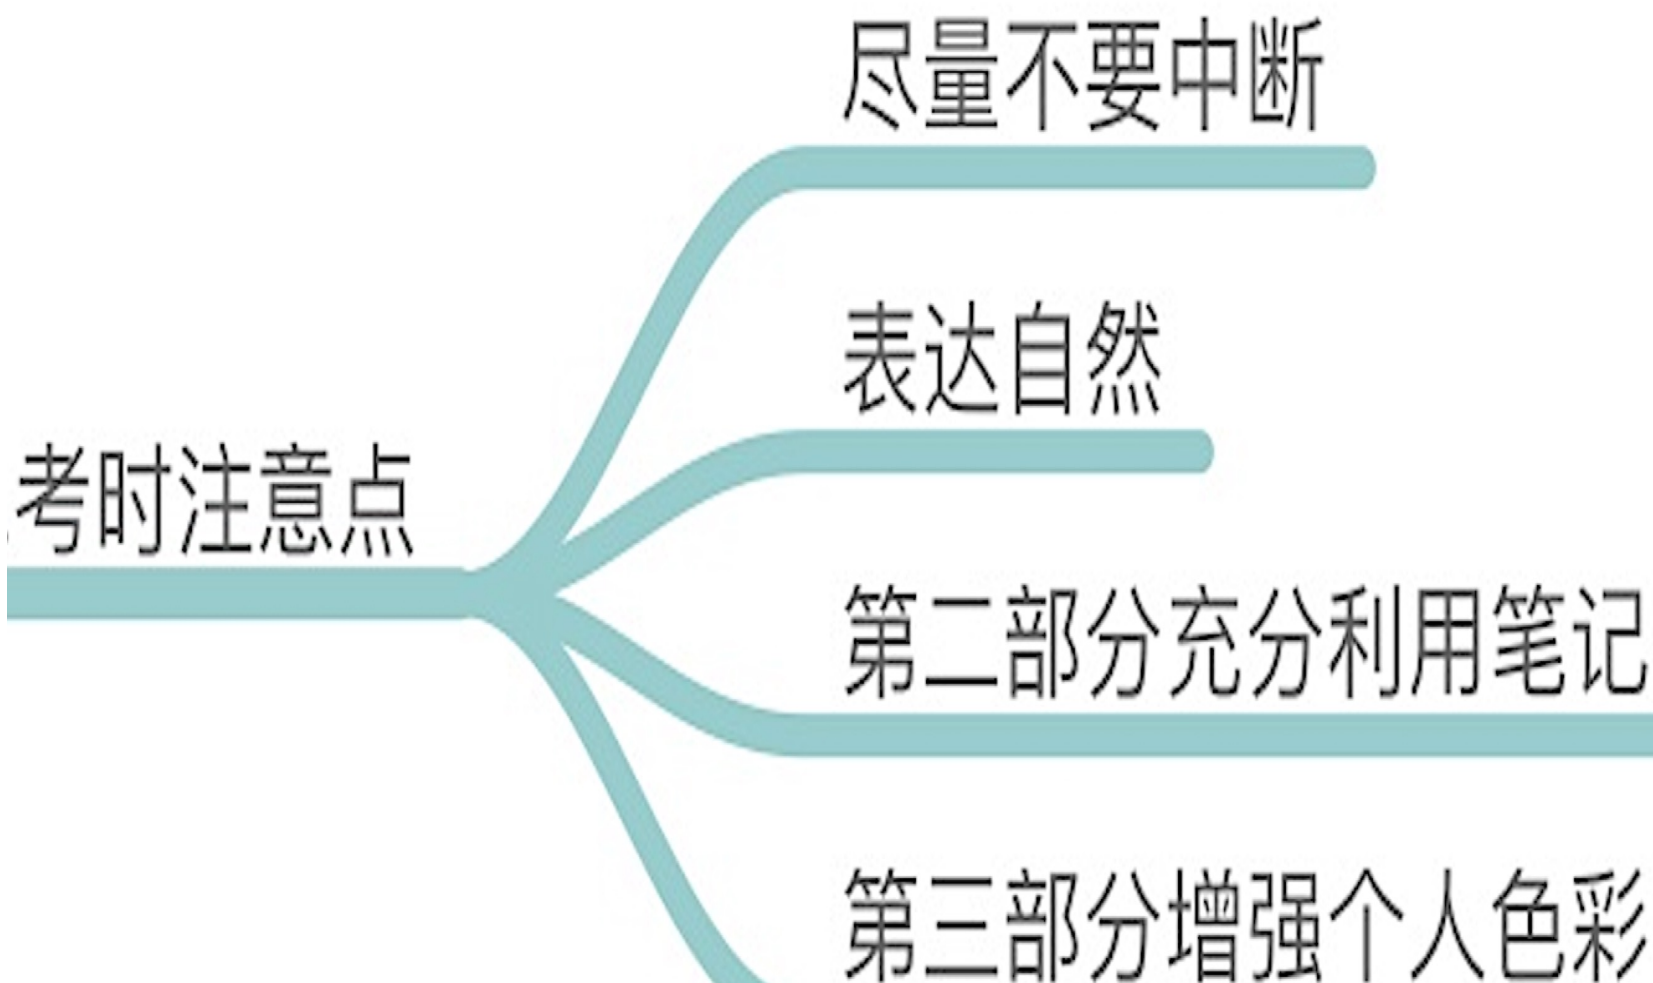 尽量不要中断
表达自然
考时注意点
第二部分充分利用笔记
第三部分增强个人色彩